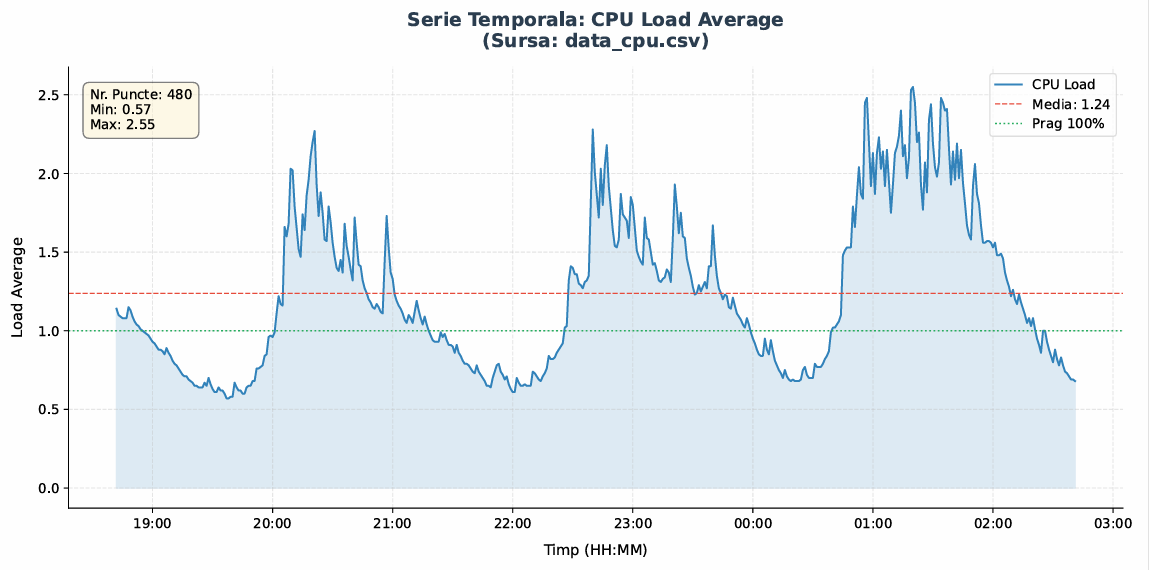 Serie Temporala: CPU Load Average
(Sursa: data_cpu.csv)
Nr. Puncte: 480
Min: 0.57
Max: 2.55
CPU Load
Media: 1.24
Prag 100%
Load Average
2.5
2.0
1.5
1.0
0.5
0.0
19:00 20:00 21:00 22:00 23:00 00:00 01:00 02:00 03:00
Timp (HH:MM)